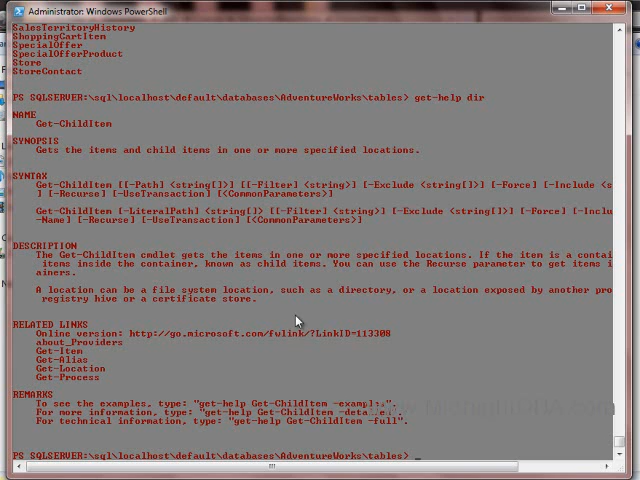 Administrator: Windows PowerShell
SalesTerritoryHistory
ShoppingCartItem
SpecialOffer
SpecialOfferProduct
Store
StoreContact
PS SQLSERVER:\sql\localhost\default\databases\AdventureWorks\tables> get-help dir
NAME
Get-ChildItem
SYNOPSIS
Gets the items and child items in one or more specified locations.
SYNTAX
Get-ChildItem [[-Path] <string[]>] [[-Filter] <string>] [-Exclude <string[]>] [-Force] [-Include <s
] [-Recurse] [-UseTransaction] [<CommonParameters>]
Get-ChildItem [-LiteralPath] <string[]> [[-Filter] <string>] [-Exclude <string[]>] [-Force] [-Inclu
-Name] [-Recurse] [-UseTransaction] [<CommonParameters>]
DESCRIPTION
The Get-ChildItem cmdlet gets the items in one or more specified locations. If the item is a contai
items inside the container, known as child items. You can use the Recurse parameter to get items i
ainers.
A location can be a file system location, such as a directory, or a location exposed by another pro
registry hive or a certificate store.
RELATED LINKS
Online version: http://go.microsoft.com/fwlink/?LinkID=113308
about_Providers
Get-Item
Get-Alias
Get-Location
Get-Process
REMARKS
To see the examples, type: "get-help Get-ChildItem -examples".
For more information, type: "get-help Get-ChildItem -detailed".
For technical information, type: "get-help Get-ChildItem -full".
www.MidnightDBA.com
PS SQLSERVER:\sql\localhost\default\databases\AdventureWorks\tables> _